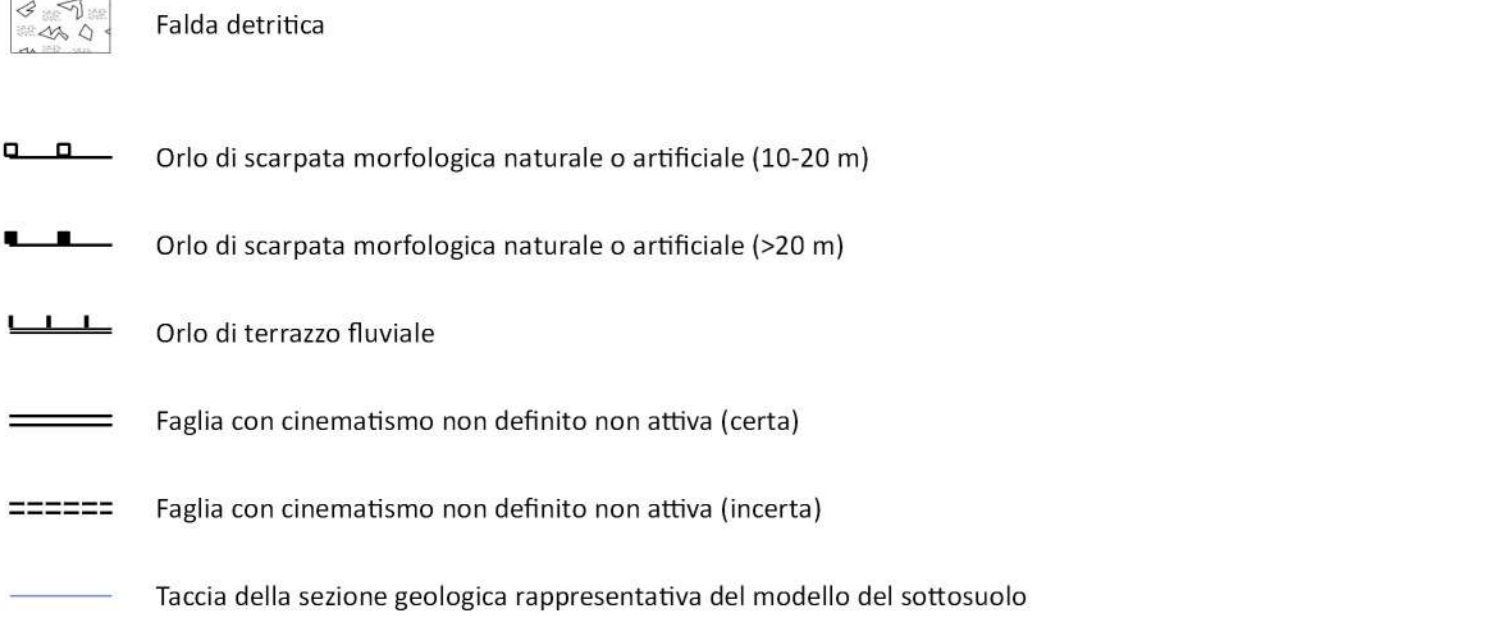 Falda detritica
Orlo di scarpata morfologica naturale o artificiale (10-20 m)
Orlo di scarpata morfologica naturale o artificiale (>20 m)
Orlo di terrazzo fluviale
Faglia con cinematismo non definito non attiva (certa)
Faglia con cinematismo non definito non attiva (incerta)
Taccia della sezione geologica rappresentativa del modello del sottosuolo